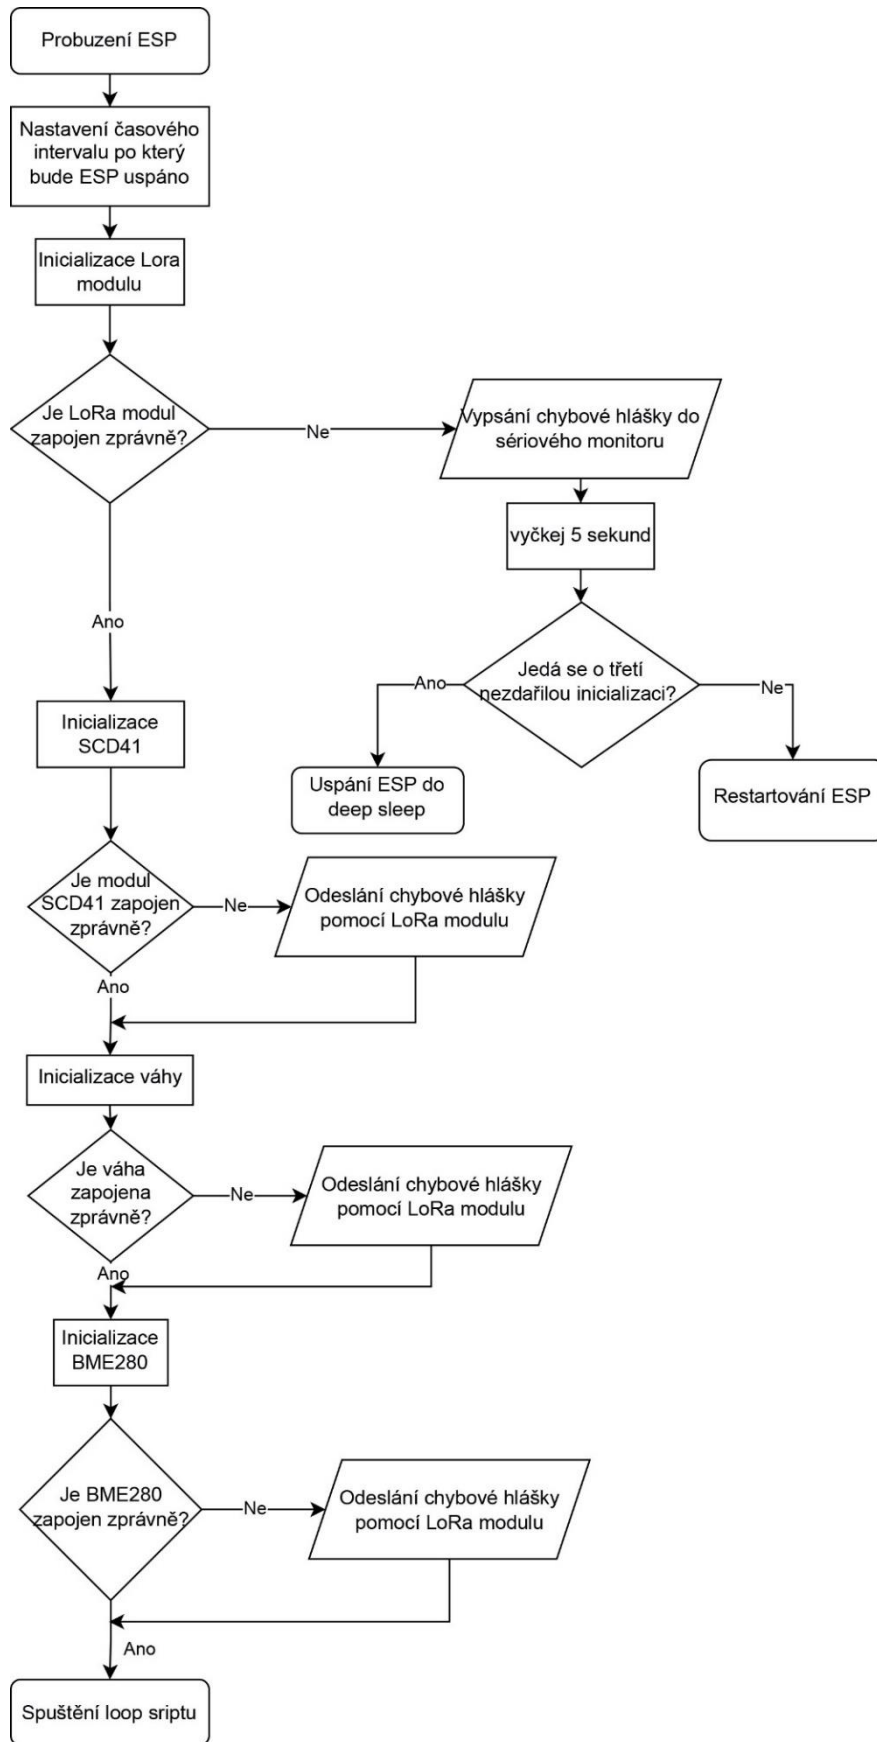 Probuzení ESP
Nastavení časového
intervalu po který
bude ESP uspáno
Inicializace Lora
modulu
Je LoRa modul
zapojen zprávně?
Ne
Vypsání chybové hlášky do
sériového monitoru
vyčkej 5 sekund
Ano
Jedá se o třetí
nezdařilou inicializaci?
Ano
Ne
Inicializace
SCD41
Uspání ESP do
deep sleep
Restartování ESP
Je modul
SCD41 zapojen
zprávně?
Ne
Odeslání chybové hlášky
pomocí LoRa modulu
Ano
Inicializace váhy
Je váha
zapojena
zprávně?
Ne
Odeslání chybové hlášky
pomocí LoRa modulu
Ano
Inicializace
BME280
Je BME280
zapojen zprávně?
Ne
Odeslání chybové hlášky
pomocí LoRa modulu
Ano
Spuštění loop sriptu